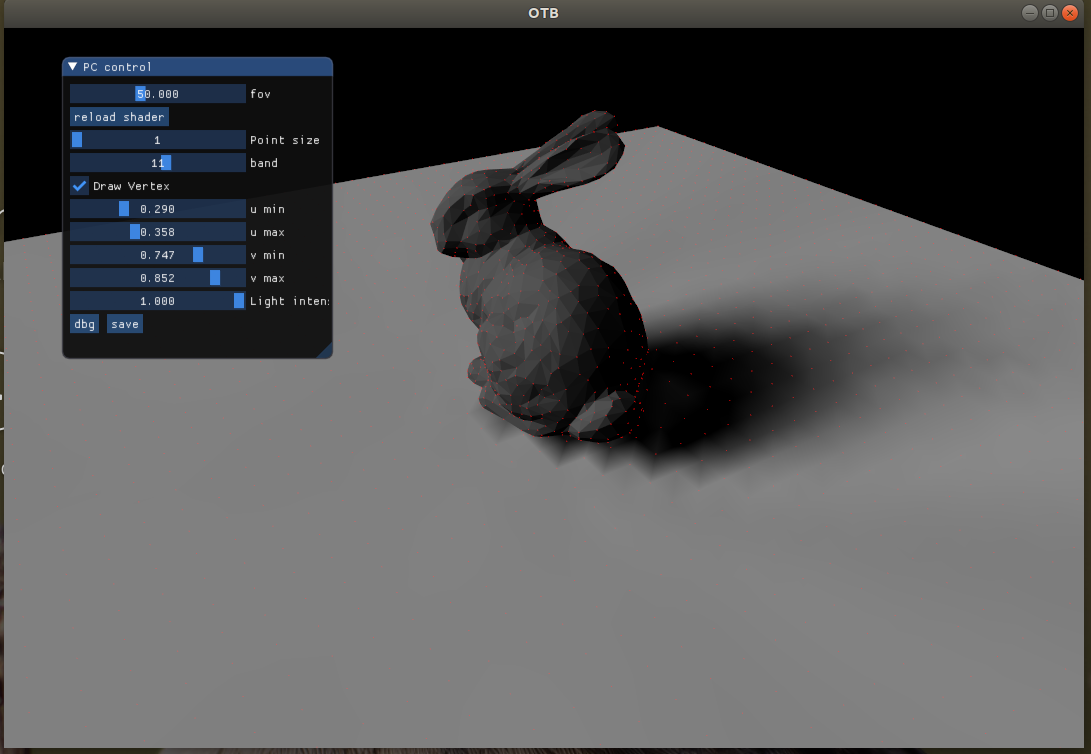 OTB
PC control
50.000 fov
reload shader
1 Point size
11 band
Draw Vertex
0.290 u min
0.358 u max
0.747 v min
0.852 v max
1.000 Light inten
dbg save